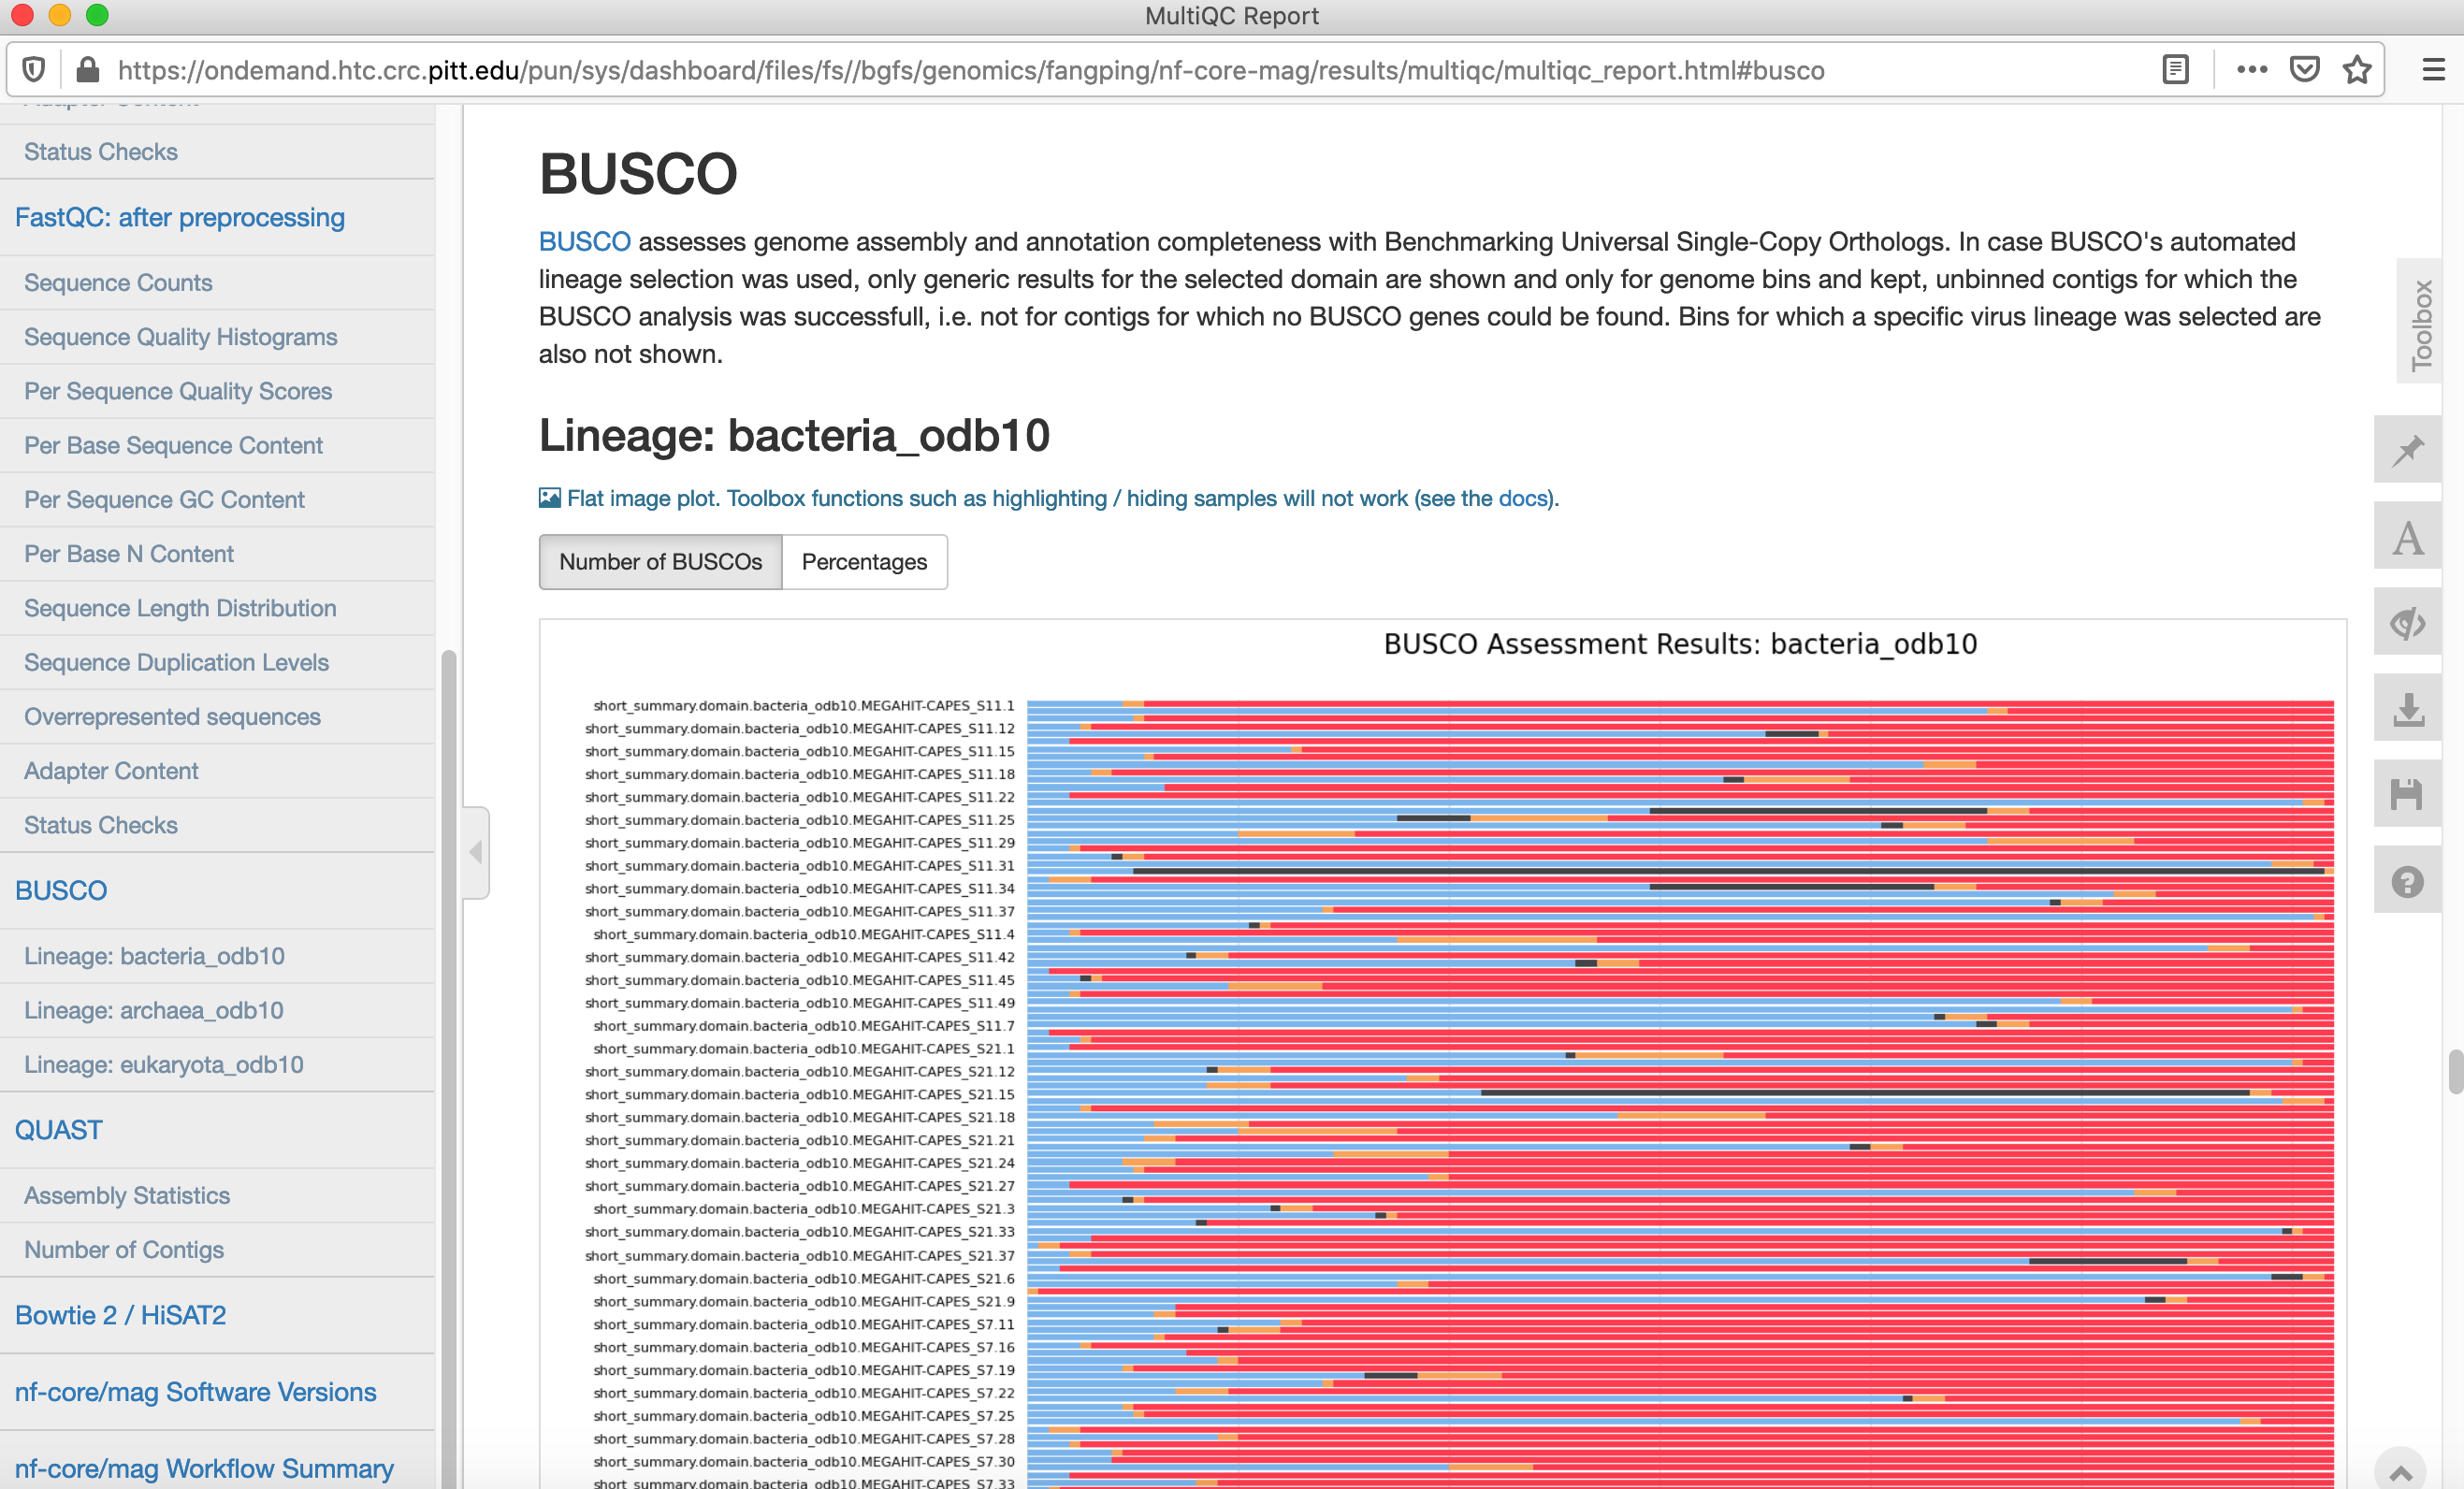 MultiQC Report
https://ondemand.htc.crc.pitt.edu/pun/sys/dashboard/files/fs//bgfs/genomics/fangping/nf-core-mag/results/multiqc/multiqc_report.html#busco
Adapter Content
Status Checks
FastQC: after preprocessing
Sequence Counts
Sequence Quality Histograms
Per Sequence Quality Scores
Per Base Sequence Content
Per Sequence GC Content
Per Base N Content
Sequence Length Distribution
Sequence Duplication Levels
Overrepresented sequences
Adapter Content
Status Checks
BUSCO
Lineage: bacteria_odb10
Lineage: archaea_odb10
Lineage: eukaryota_odb10
QUAST
Assembly Statistics
Number of Contigs
Bowtie 2 / HiSAT2
nf-core/mag Software Versions
nf-core/mag Workflow Summary
BUSCO
BUSCO assesses genome assembly and annotation completeness with Benchmarking Universal Single-Copy Orthologs. In case BUSCO's automated
lineage selection was used, only generic results for the selected domain are shown and only for genome bins and kept, unbinned contigs for which the
BUSCO analysis was successful, i.e. not for contigs for which no BUSCO genes could be found. Bins for which a specific virus lineage was selected are
also not shown.
Lineage: bacteria_odb10
Flat image plot. Toolbox functions such as highlighting / hiding samples will not work (see the docs).
Number of BUSCOs
Percentages
BUSCO Assessment Results: bacteria_odb10
short_summary.domain.bacteria_odb10.MEGAHIT-CAPES_S11.1
short_summary.domain.bacteria_odb10.MEGAHIT-CAPES_S11.12
short_summary.domain.bacteria_odb10.MEGAHIT-CAPES_S11.15
short_summary.domain.bacteria_odb10.MEGAHIT-CAPES_S11.18
short_summary.domain.bacteria_odb10.MEGAHIT-CAPES_S11.22
short_summary.domain.bacteria_odb10.MEGAHIT-CAPES_S11.25
short_summary.domain.bacteria_odb10.MEGAHIT-CAPES_S11.29
short_summary.domain.bacteria_odb10.MEGAHIT-CAPES_S11.31
short_summary.domain.bacteria_odb10.MEGAHIT-CAPES_S11.34
short_summary.domain.bacteria_odb10.MEGAHIT-CAPES_S11.37
short_summary.domain.bacteria_odb10.MEGAHIT-CAPES_S11.4
short_summary.domain.bacteria_odb10.MEGAHIT-CAPES_S11.42
short_summary.domain.bacteria_odb10.MEGAHIT-CAPES_S11.45
short_summary.domain.bacteria_odb10.MEGAHIT-CAPES_S11.49
short_summary.domain.bacteria_odb10.MEGAHIT-CAPES_S11.7
short_summary.domain.bacteria_odb10.MEGAHIT-CAPES_S21.1
short_summary.domain.bacteria_odb10.MEGAHIT-CAPES_S21.12
short_summary.domain.bacteria_odb10.MEGAHIT-CAPES_S21.15
short_summary.domain.bacteria_odb10.MEGAHIT-CAPES_S21.18
short_summary.domain.bacteria_odb10.MEGAHIT-CAPES_S21.21
short_summary.domain.bacteria_odb10.MEGAHIT-CAPES_S21.24
short_summary.domain.bacteria_odb10.MEGAHIT-CAPES_S21.27
short_summary.domain.bacteria_odb10.MEGAHIT-CAPES_S21.3
short_summary.domain.bacteria_odb10.MEGAHIT-CAPES_S21.33
short_summary.domain.bacteria_odb10.MEGAHIT-CAPES_S21.37
short_summary.domain.bacteria_odb10.MEGAHIT-CAPES_S21.6
short_summary.domain.bacteria_odb10.MEGAHIT-CAPES_S21.9
short_summary.domain.bacteria_odb10.MEGAHIT-CAPES_S7.11
short_summary.domain.bacteria_odb10.MEGAHIT-CAPES_S7.16
short_summary.domain.bacteria_odb10.MEGAHIT-CAPES_S7.19
short_summary.domain.bacteria_odb10.MEGAHIT-CAPES_S7.22
short_summary.domain.bacteria_odb10.MEGAHIT-CAPES_S7.25
short_summary.domain.bacteria_odb10.MEGAHIT-CAPES_S7.28
short_summary.domain.bacteria_odb10.MEGAHIT-CAPES_S7.30
short_summary.domain.bacteria_odb10.MEGAHIT-CAPES_S7.33
Toolbox
A